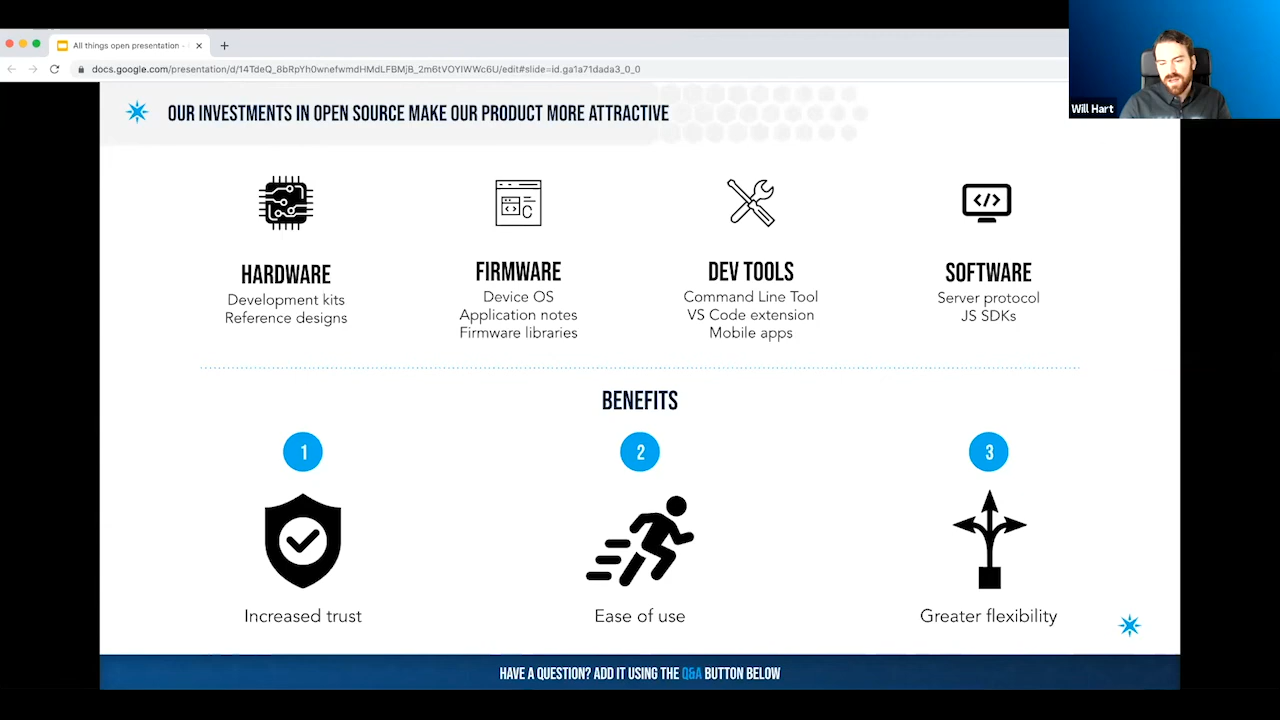 All things open presentation -
docs.google.com/presentation/d/14TdeQ_8bRpYh0wnefwmdHMdLFBMjB_2m6tVOYIWWc6U/edit#slide=id.ga1a71dada3_0_0
Will Hart
OUR INVESTMENTS IN OPEN SOURCE MAKE OUR PRODUCT MORE ATTRACTIVE
C
HARDWARE
Development kits
Reference designs
FIRMWARE
Device OS
Application notes
Firmware libraries
DEV TOOLS
Command Line Tool
VS Code extension
Mobile apps
SOFTWARE
Server protocol
JS SDKs
BENEFITS
1
2
3
Increased trust
Ease of use
Greater flexibility
HAVE A QUESTION? ADD IT USING THE Q&A BUTTON BELOW